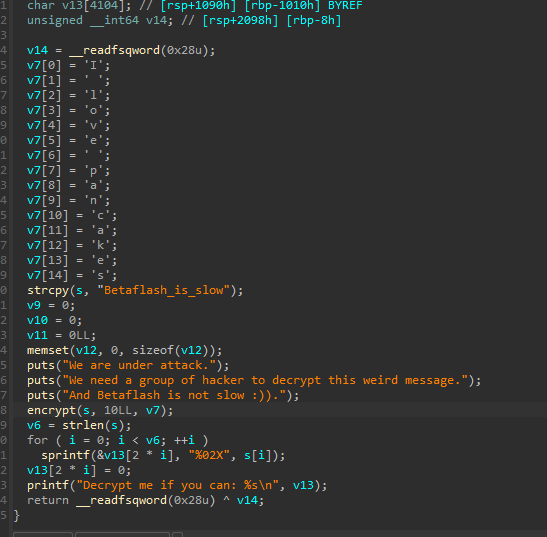 1 char v13[4104]; // [rsp+1090h] [rbp-1010h] BYREF
2 unsigned __int64 v14; // [rsp+2098h] [rbp-8h]
3
4 v14 = __readfsqword(0x28u);
5 v7[0] = 'I';
6 v7[1] = ' ';
7 v7[2] = 'l';
8 v7[3] = 'o';
9 v7[4] = 'v';
0 v7[5] = 'e';
1 v7[6] = ' ';
2 v7[7] = 'p';
3 v7[8] = 'a';
4 v7[9] = 'n';
5 v7[10] = 'c';
6 v7[11] = 'a';
7 v7[12] = 'k';
8 v7[13] = 'e';
9 v7[14] = 's';
0 strcpy(s, "Betaflash_is_slow");
1 v9 = 0;
2 v10 = 0;
3 v11 = 0LL;
4 memset(v12, 0, sizeof(v12));
5 puts("We are under attack.");
6 puts("We need a group of hacker to decrypt this weird message.");
7 puts("And Betaflash is not slow :)).");
8 encrypt(s, 10LL, v7);
9 v6 = strlen(s);
0 for ( i = 0; i < v6; ++i )
1 sprintf(&v13[2 * i], "%02X", s[i]);
2 v13[2 * i] = 0;
3 printf("Decrypt me if you can: %s\n", v13);
4 return __readfsqword(0x28u) ^ v14;
5 }